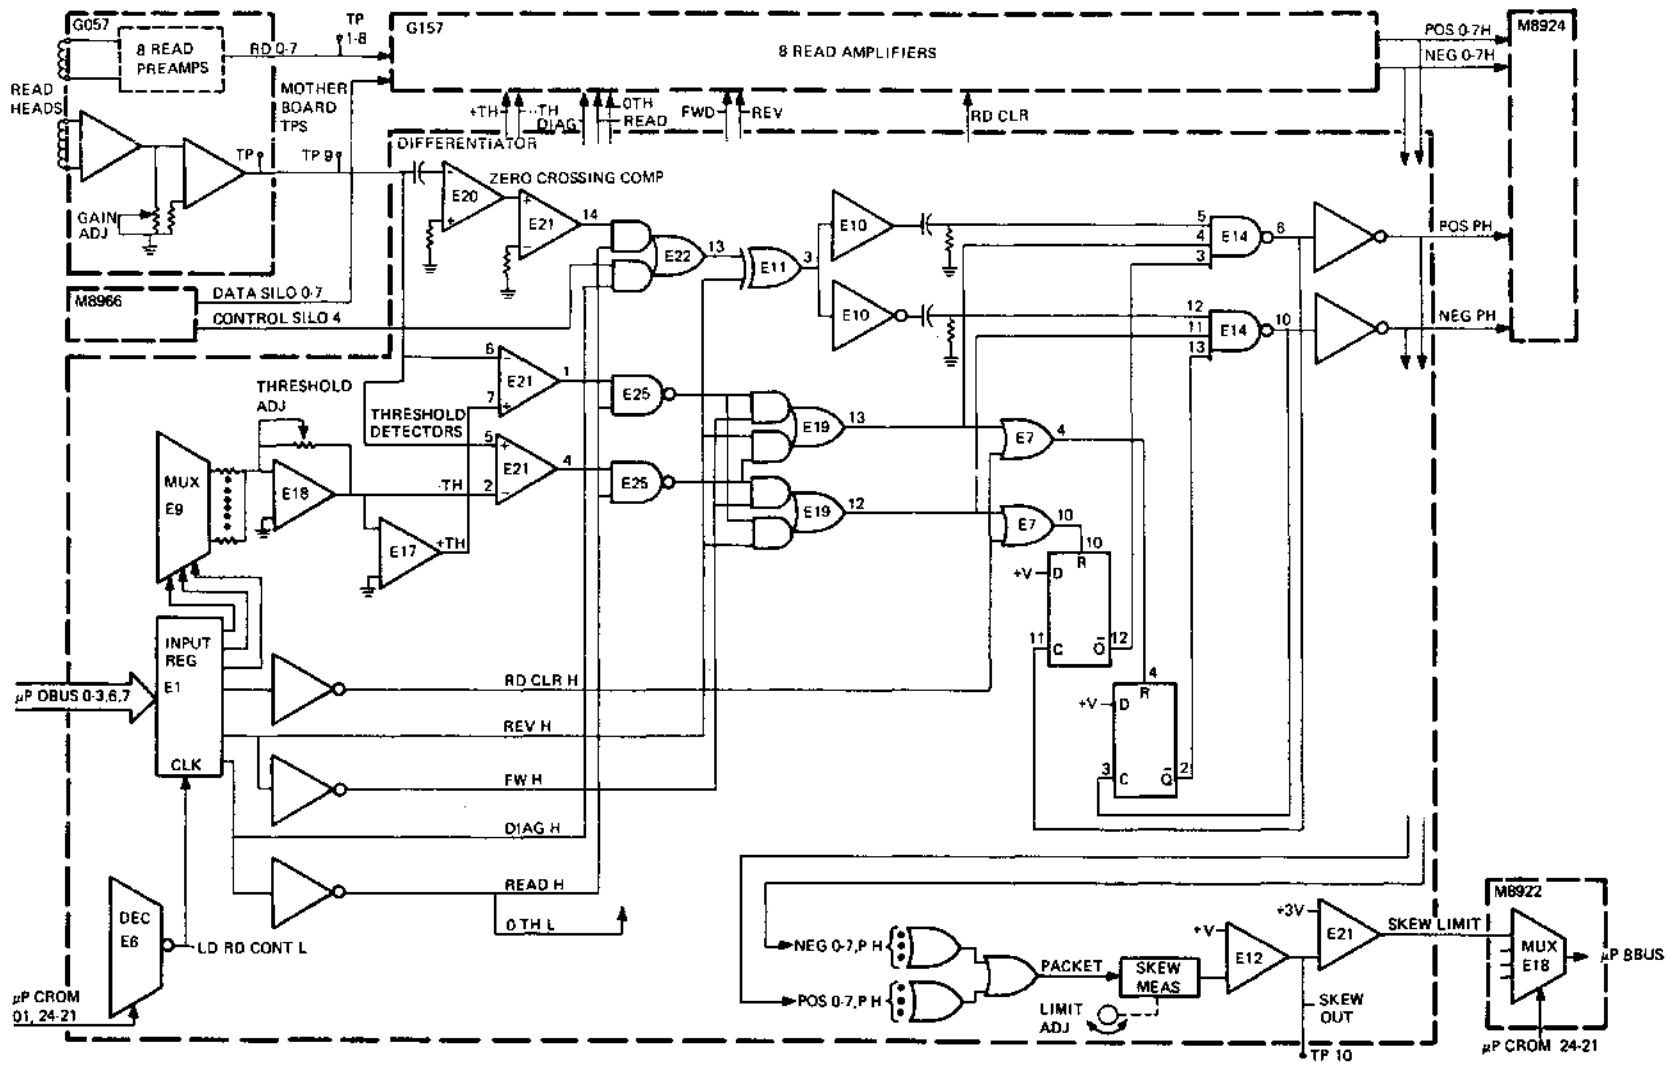 G057
8 READ
PREAMPS
RD 0-7
TP
1-8
G157
8 READ AMPLIFIERS
POS 0-7H
NEG 0-7H
M8924
READ
HEADS
MOTHER
BOARD
TPS
+TH
-TH
DIAG
0TH
READ
FWD
REV
RD CLR
DIFFERENTIATOR
TP
TP 9
GAIN
ADJ
-
E20
+
ZERO CROSSING COMP
+
E21
-
14
E22
13
E11
3
E10
E10
5
4
3
E14
6
POS PH
12
11
13
E14
10
NEG PH
M8966
DATA SILO 0-7
CONTROL SILO 4
THRESHOLD
ADJ
THRESHOLD
DETECTORS
6
-
E21
7
+
1
E25
5
+
E21
2
-
4
E25
E19
13
E19
12
E7
4
E7
10
MUX
E9
E18
-TH
E17
+TH
10
R
+V
D
11
C
Q
12
4
R
+V
D
3
C
Q
2
INPUT
REG
E1
CLK
µP OBUS 0-3,6,7
RD CLR H
REV H
FW H
DIAG H
READ H
0 TH L
DEC
E6
LD RD CONT L
µP CROM
01, 24-21
NEG 0-7,P H
POS 0-7,P H
PACKET
SKEW
MEAS
LIMIT
ADJ
+V
E12
+3V
E21
SKEW LIMIT
SKEW
OUT
TP 10
M8922
MUX
E18
µP BBUS
µP CROM 24-21